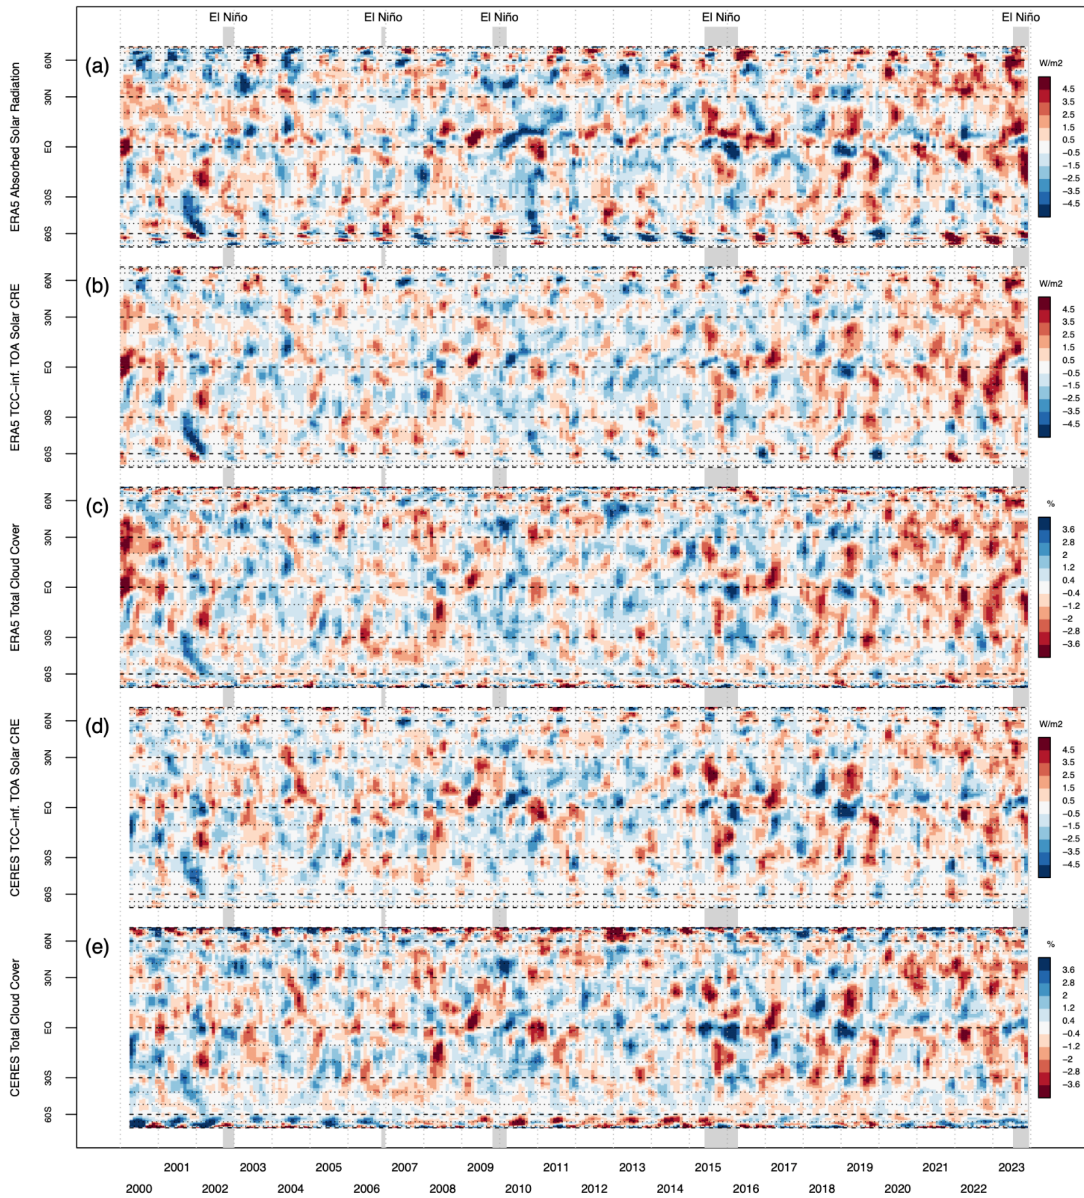 El Niño El Niño El Niño El Niño El Niño
(a)
ERA5 Absorbed Solar Radiation
60N
30N
EQ
30S
60S
W/m2
4.5
3.5
2.5
1.5
0.5
−0.5
−1.5
−2.5
−3.5
−4.5
(b)
ERA5 TCC−inf. TOA Solar CRE
60N
30N
EQ
30S
60S
W/m2
4.5
3.5
2.5
1.5
0.5
−0.5
−1.5
−2.5
−3.5
−4.5
(c)
ERA5 Total Cloud Cover
60N
30N
EQ
30S
60S
%
3.6
2.8
2
1.2
0.4
−0.4
−1.2
−2
−2.8
−3.6
(d)
CERES TCC−inf. TOA Solar CRE
60N
30N
EQ
30S
60S
W/m2
4.5
3.5
2.5
1.5
0.5
−0.5
−1.5
−2.5
−3.5
−4.5
(e)
CERES Total Cloud Cover
60N
30N
EQ
30S
60S
%
3.6
2.8
2
1.2
0.4
−0.4
−1.2
−2
−2.8
−3.6
2001 2003 2005 2007 2009 2011 2013 2015 2017 2019 2021 2023
2000 2002 2004 2006 2008 2010 2012 2014 2016 2018 2020 2022